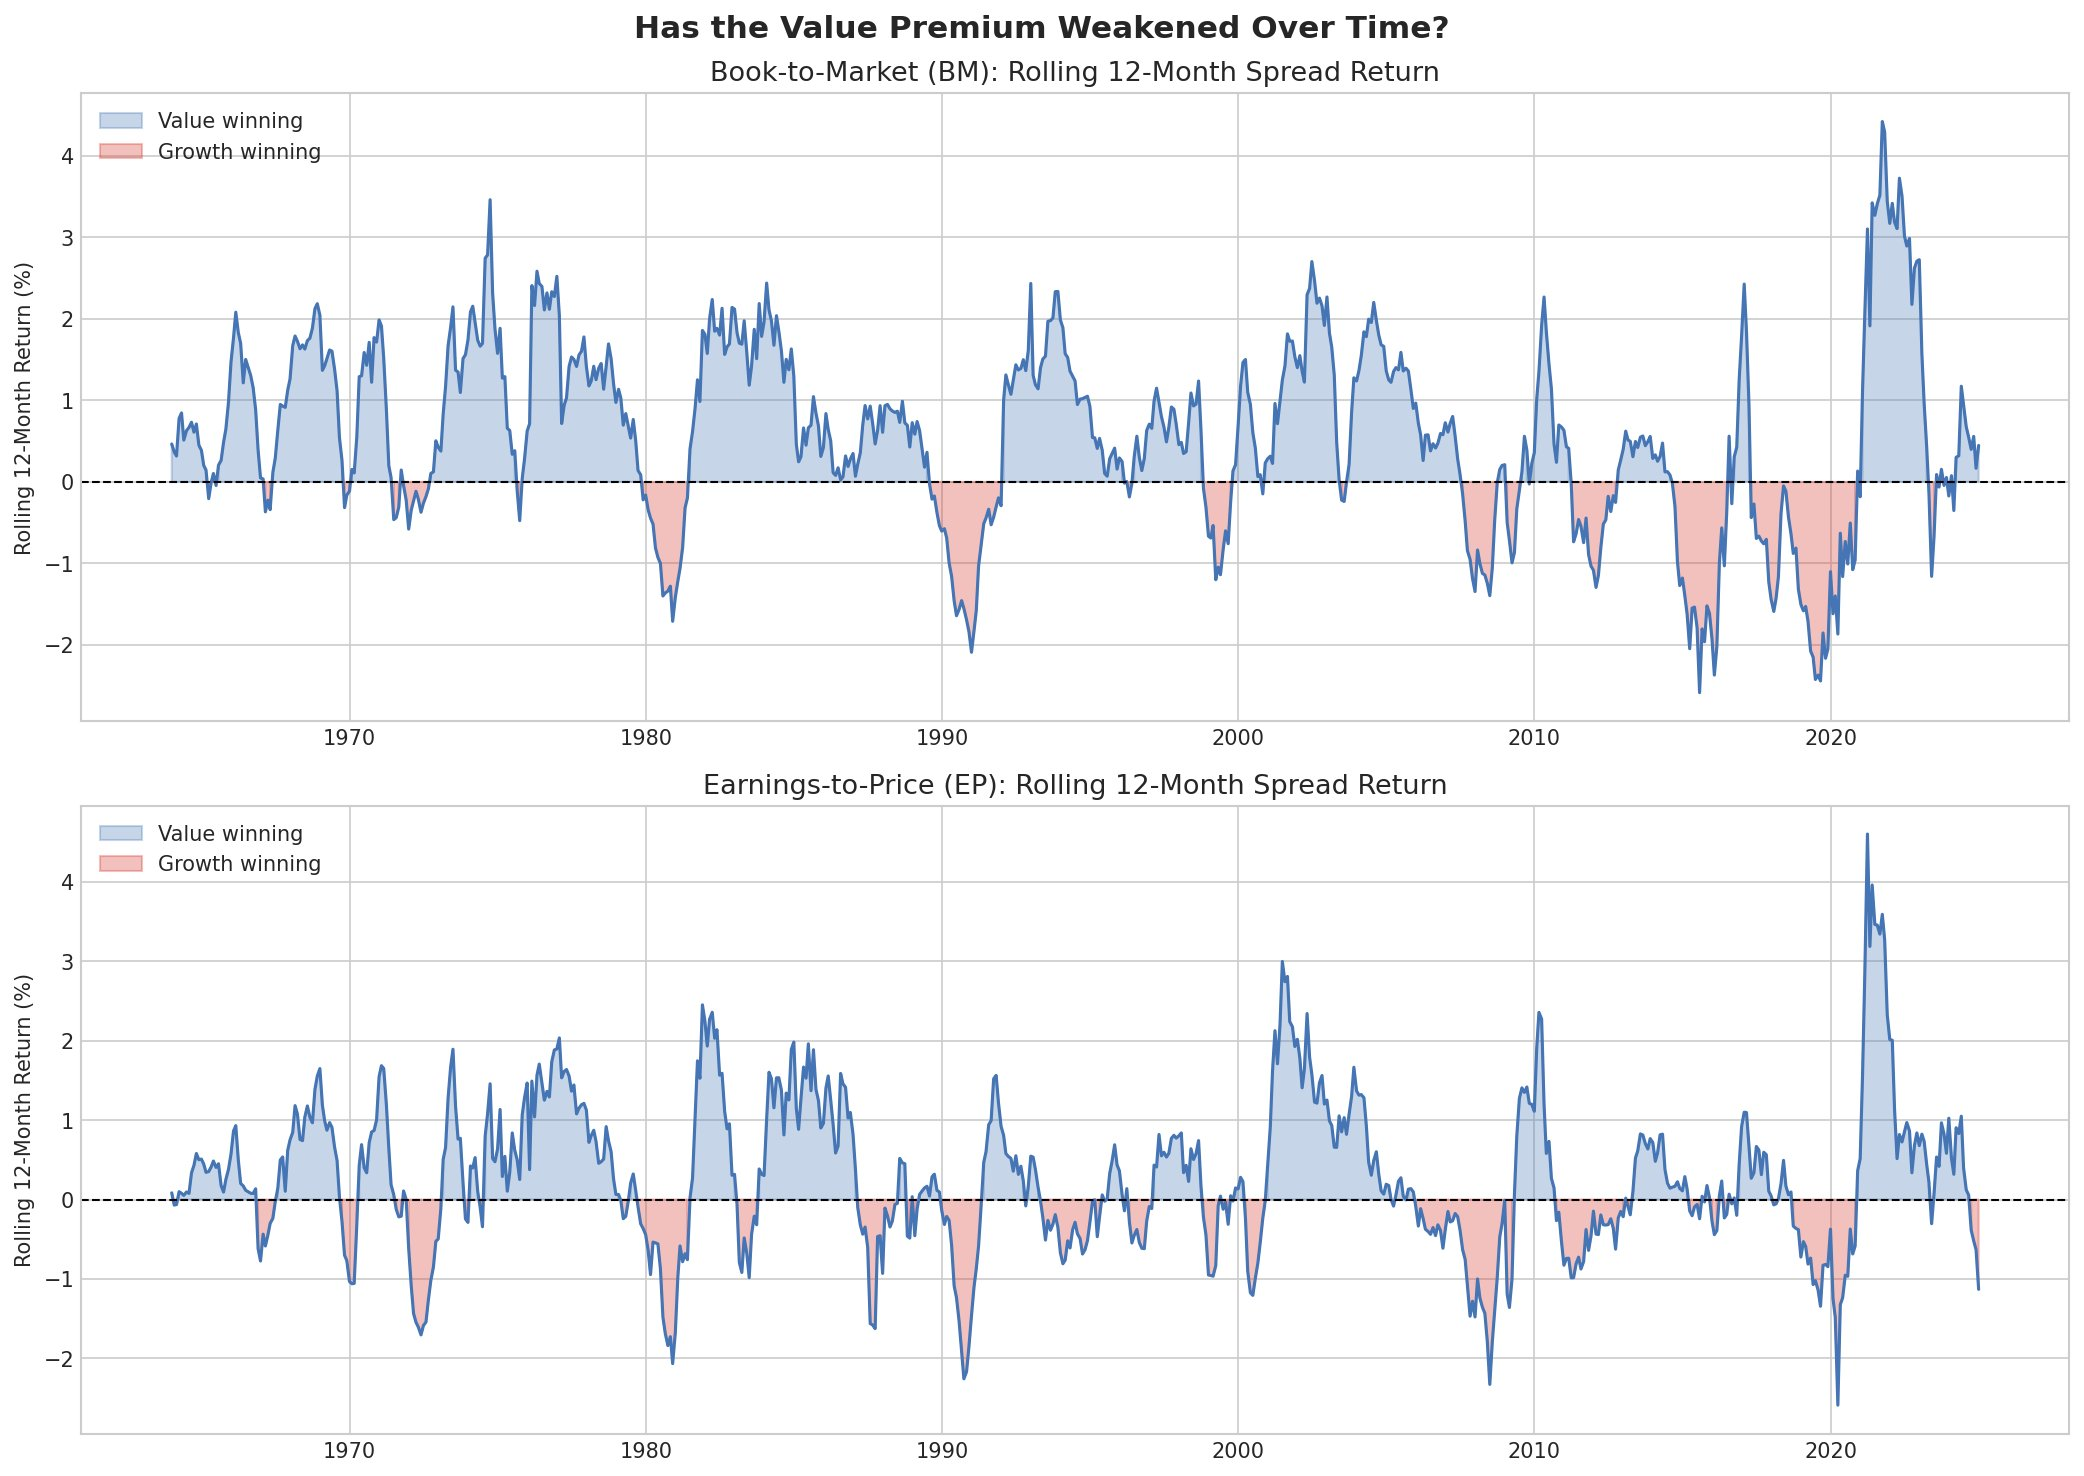 Has the Value Premium Weakened Over Time?
Book-to-Market (BM): Rolling 12-Month Spread Return
Value winning
Growth winning
Rolling 12-Month Return (%)
4
3
2
1
0
−1
−2
1970 1980 1990 2000 2010 2020
Earnings-to-Price (EP): Rolling 12-Month Spread Return
Value winning
Growth winning
Rolling 12-Month Return (%)
4
3
2
1
0
−1
−2
1970 1980 1990 2000 2010 2020